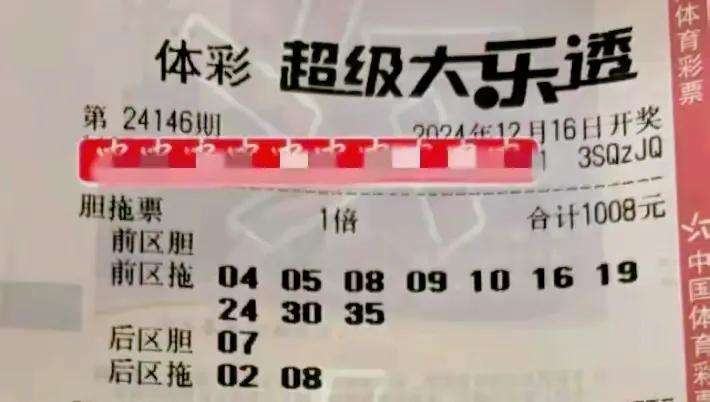 体彩 超级大乐透
第 24146期 2024年12月16日开奖
3SQzJQ
胆拖票 1倍 合计1008元
前区胆
前区拖 04 05 08 09 10 16 19
24 30 35
后区胆 07
后区拖 02 08
体育彩票
中国体育彩